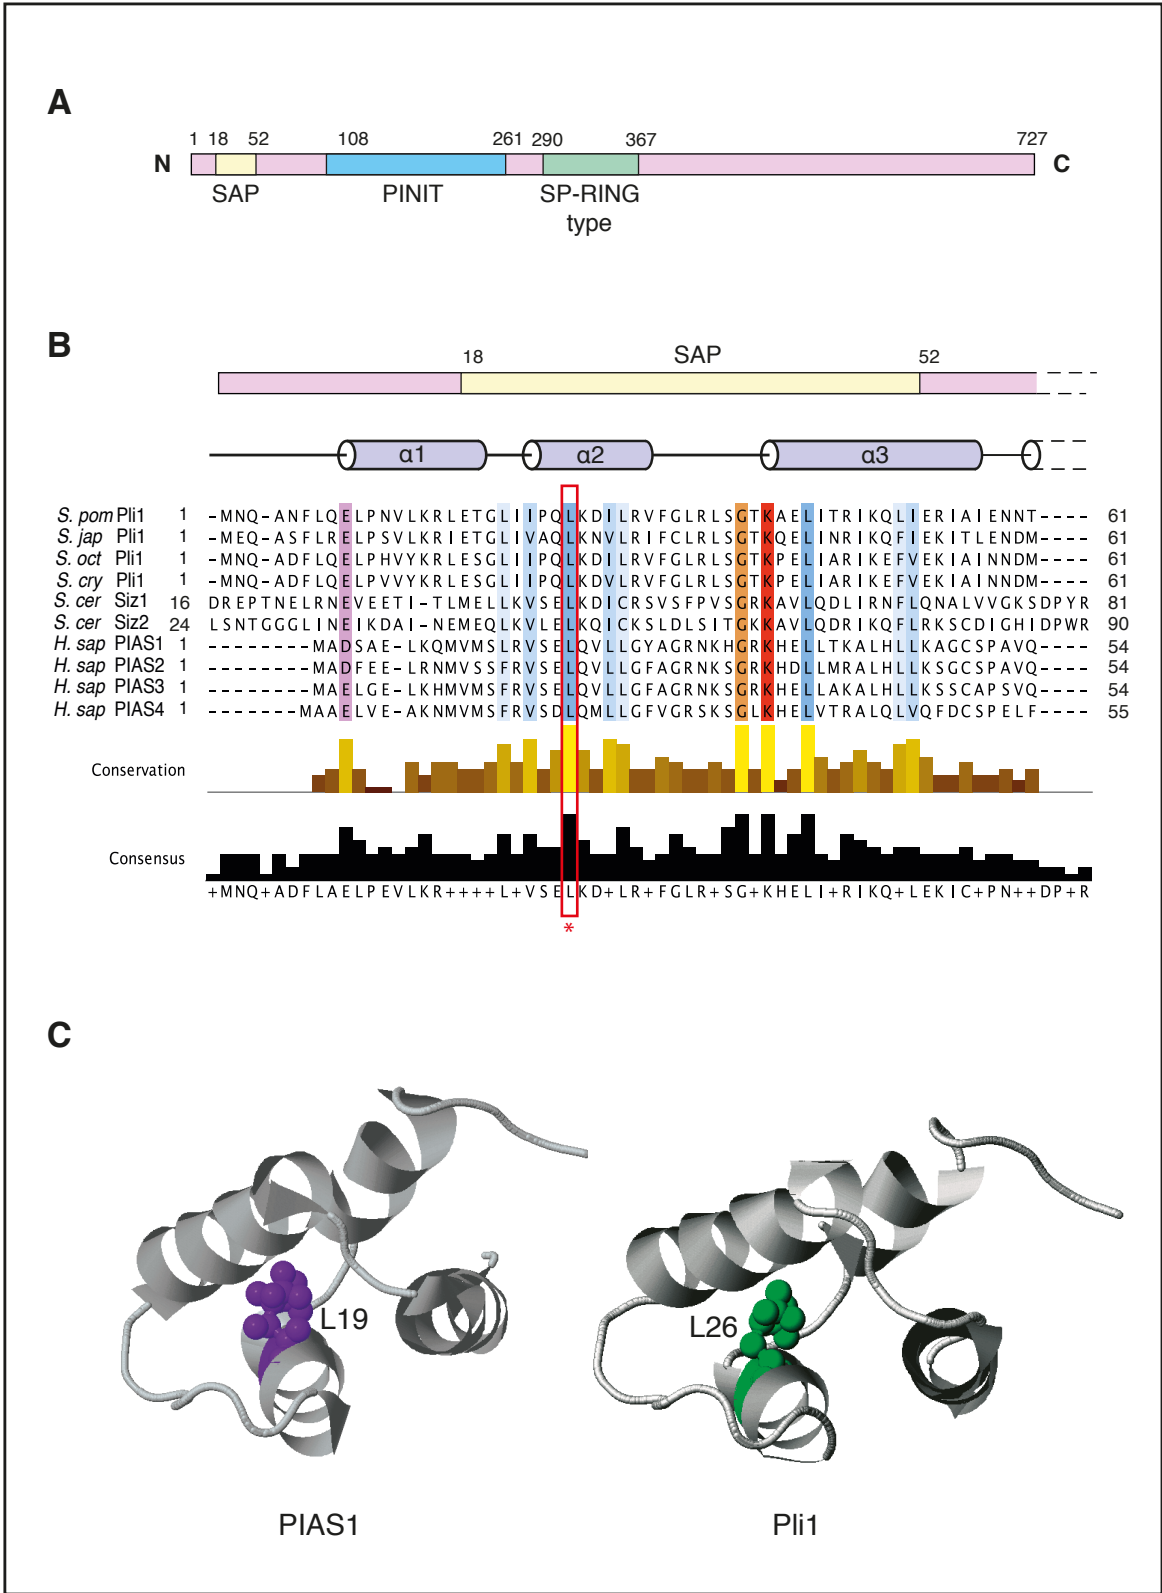 A
1 18 52 108 261 290 367 727
N C
SAP PINIT SP-RING
type
B
18 SAP 52
α1 α2 α3
S. pom Pli1 1 -MNQ-ANFLQELPNVLKRLETGLIIPQLKDILRVFGLRLSGTKAELITRIKQLIERIAIENNT---- 61
S. jap Pli1 1 -MEQ-ASFLRELPSVLKRIETGLIVAQLKNVLRIFCLRLSGTKQELINRIKQFIEKITLENDM---- 61
S. oct Pli1 1 -MNQ-ADFLQELPHVYKRLESGLIIPQLKDILRVFGLRLSGTKPELIARIKEFVEKIAINNDM---- 61
S. cry Pli1 1 -MNQ-ADFLQELPVVYKRLESGLIIPQLKDVLRVFGLRLSGTKPELIARIKEFVEKIAINNDM---- 61
S. cer Siz1 16 DREPTNELRNEVEETI-TLMELLKVSELKDICRSVSFPVSGRKAVLQDLIRNFLQNALVVGKSDPYR 81
S. cer Siz2 24 LSNTGGGLINEIKDAI-NEMEQLKVLELKQICKSLDLSITGKKAVLQDRIKQFLRKSCDIGHIDPWR 90
H. sap PIAS1 1 --------MADSAE-LKQMVMSLRVSELQVLLGYAGRNKHGRKHELLTKALHLLKAGCSPAVQ---- 54
H. sap PIAS2 1 --------MADFEE-LRNMVSSFRVSELQVLLGFAGRNKSGRKHDLLMKALHLLKSGCSPAVQ---- 54
H. sap PIAS3 1 --------MAELGE-LKHMVMSFRVSELQVLLGFAGRNKSGRKHELLAKALHLLKSSCAPSVQ---- 54
H. sap PIAS4 1 -------MAAELVE-AKNMVMSFRVSDLQMLLGFVGRSKSGLKHELVTRALQLVQFDCSPELF---- 55
Conservation
Consensus
+MNQ+ADFLAELPEVLKR++++L+VSELKD+LR+FGLR+SG+KHELI+RIKQ+LEKIC+PN++DP+R
*
C
L19
L26
PIAS1 Pli1